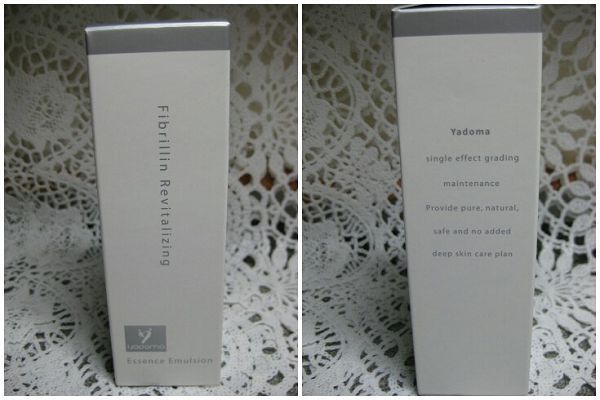 Fibrillin Revitalizing
yadoma
Essence Emulsion
Yadoma
single effect grading
maintenance
Provide pure, natural,
safe and no added
deep skin care plan